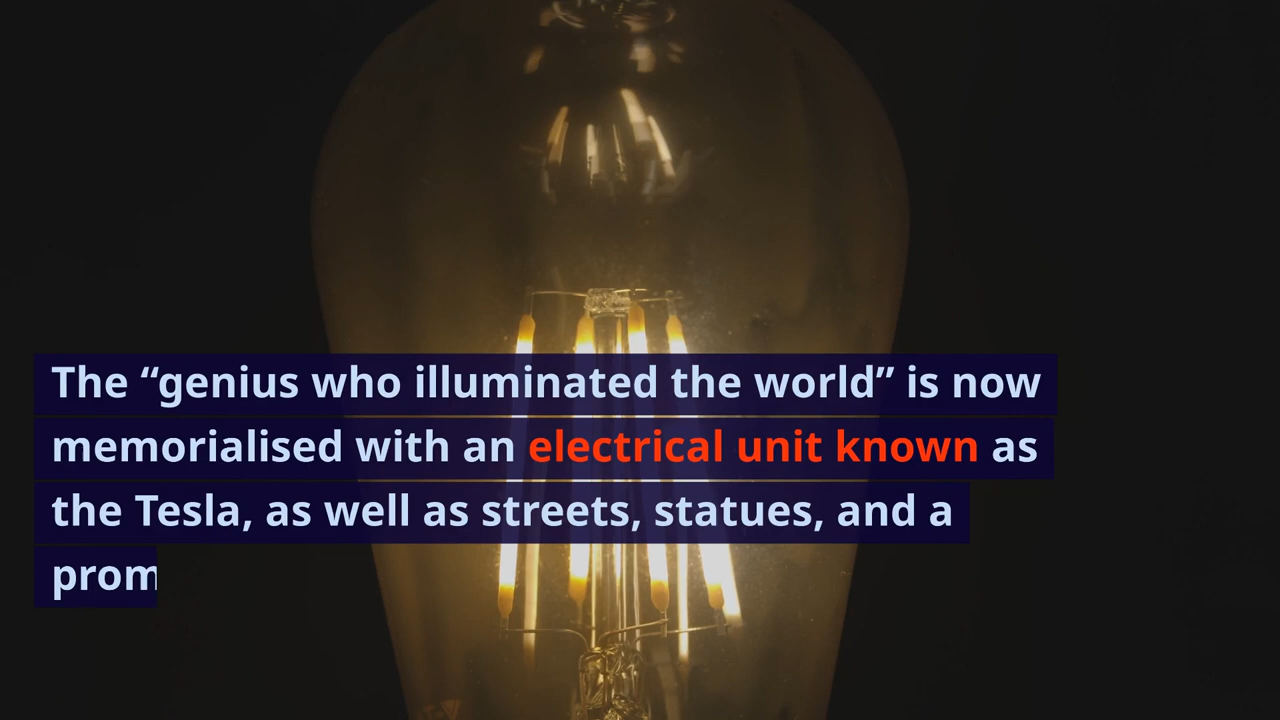 The “genius who illuminated the world” is now
memorialised with an electrical unit known as
the Tesla, as well as streets, statues, and a
prom